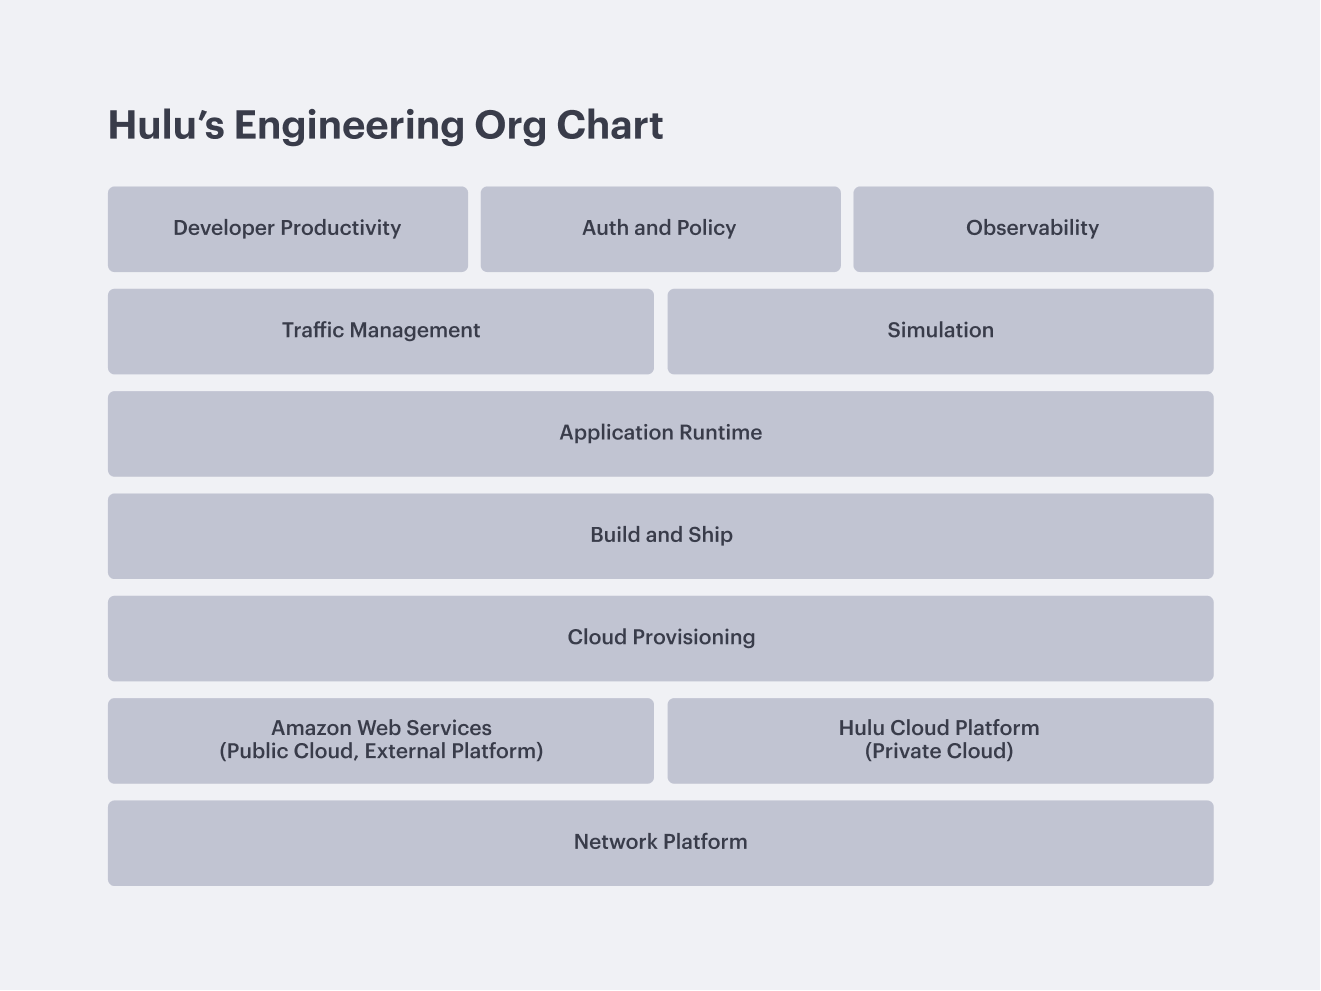 Hulu’s Engineering Org Chart
Developer Productivity
Auth and Policy
Observability
Traffic Management
Simulation
Application Runtime
Build and Ship
Cloud Provisioning
Amazon Web Services
(Public Cloud, External Platform)
Hulu Cloud Platform
(Private Cloud)
Network Platform